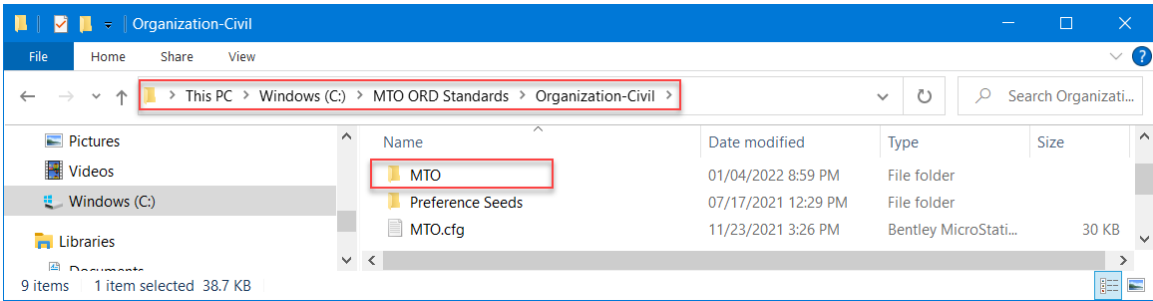 Organization-Civil
File Home Share View
This PC > Windows (C:) > MTO ORD Standards > Organization-Civil >
Search Organizati...
Pictures
Videos
Windows (C:)
Libraries
Documents
Name Date modified Type Size
MTO 01/04/2022 8:59 PM File folder
Preference Seeds 07/17/2021 12:29 PM File folder
MTO.cfg 11/23/2021 3:26 PM Bentley MicroStati... 30 KB
9 items 1 item selected 38.7 KB